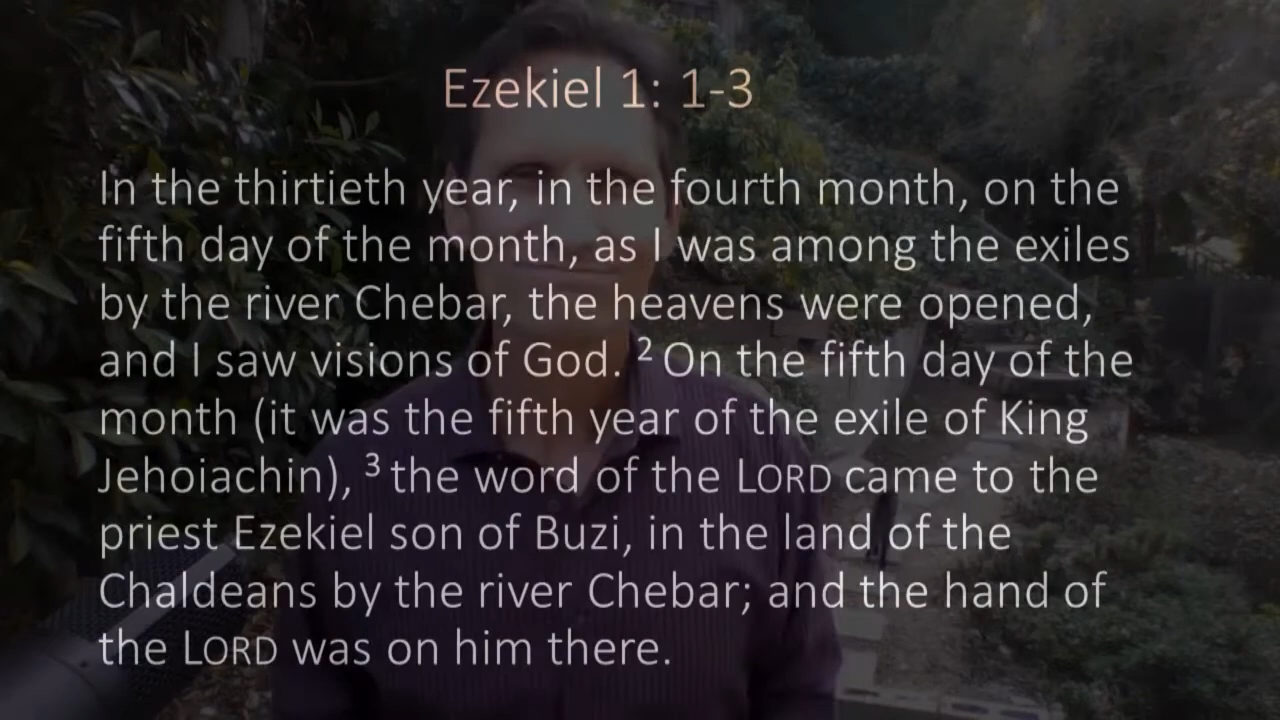 Ezekiel 1: 1-3
In the thirtieth year, in the fourth month, on the
fifth day of the month, as I was among the exiles
by the river Chebar, the heavens were opened,
and I saw visions of God. ² On the fifth day of the
month (it was the fifth year of the exile of King
Jehoiachin), ³ the word of the LORD came to the
priest Ezekiel son of Buzi, in the land of the
Chaldeans by the river Chebar; and the hand of
the LORD was on him there.